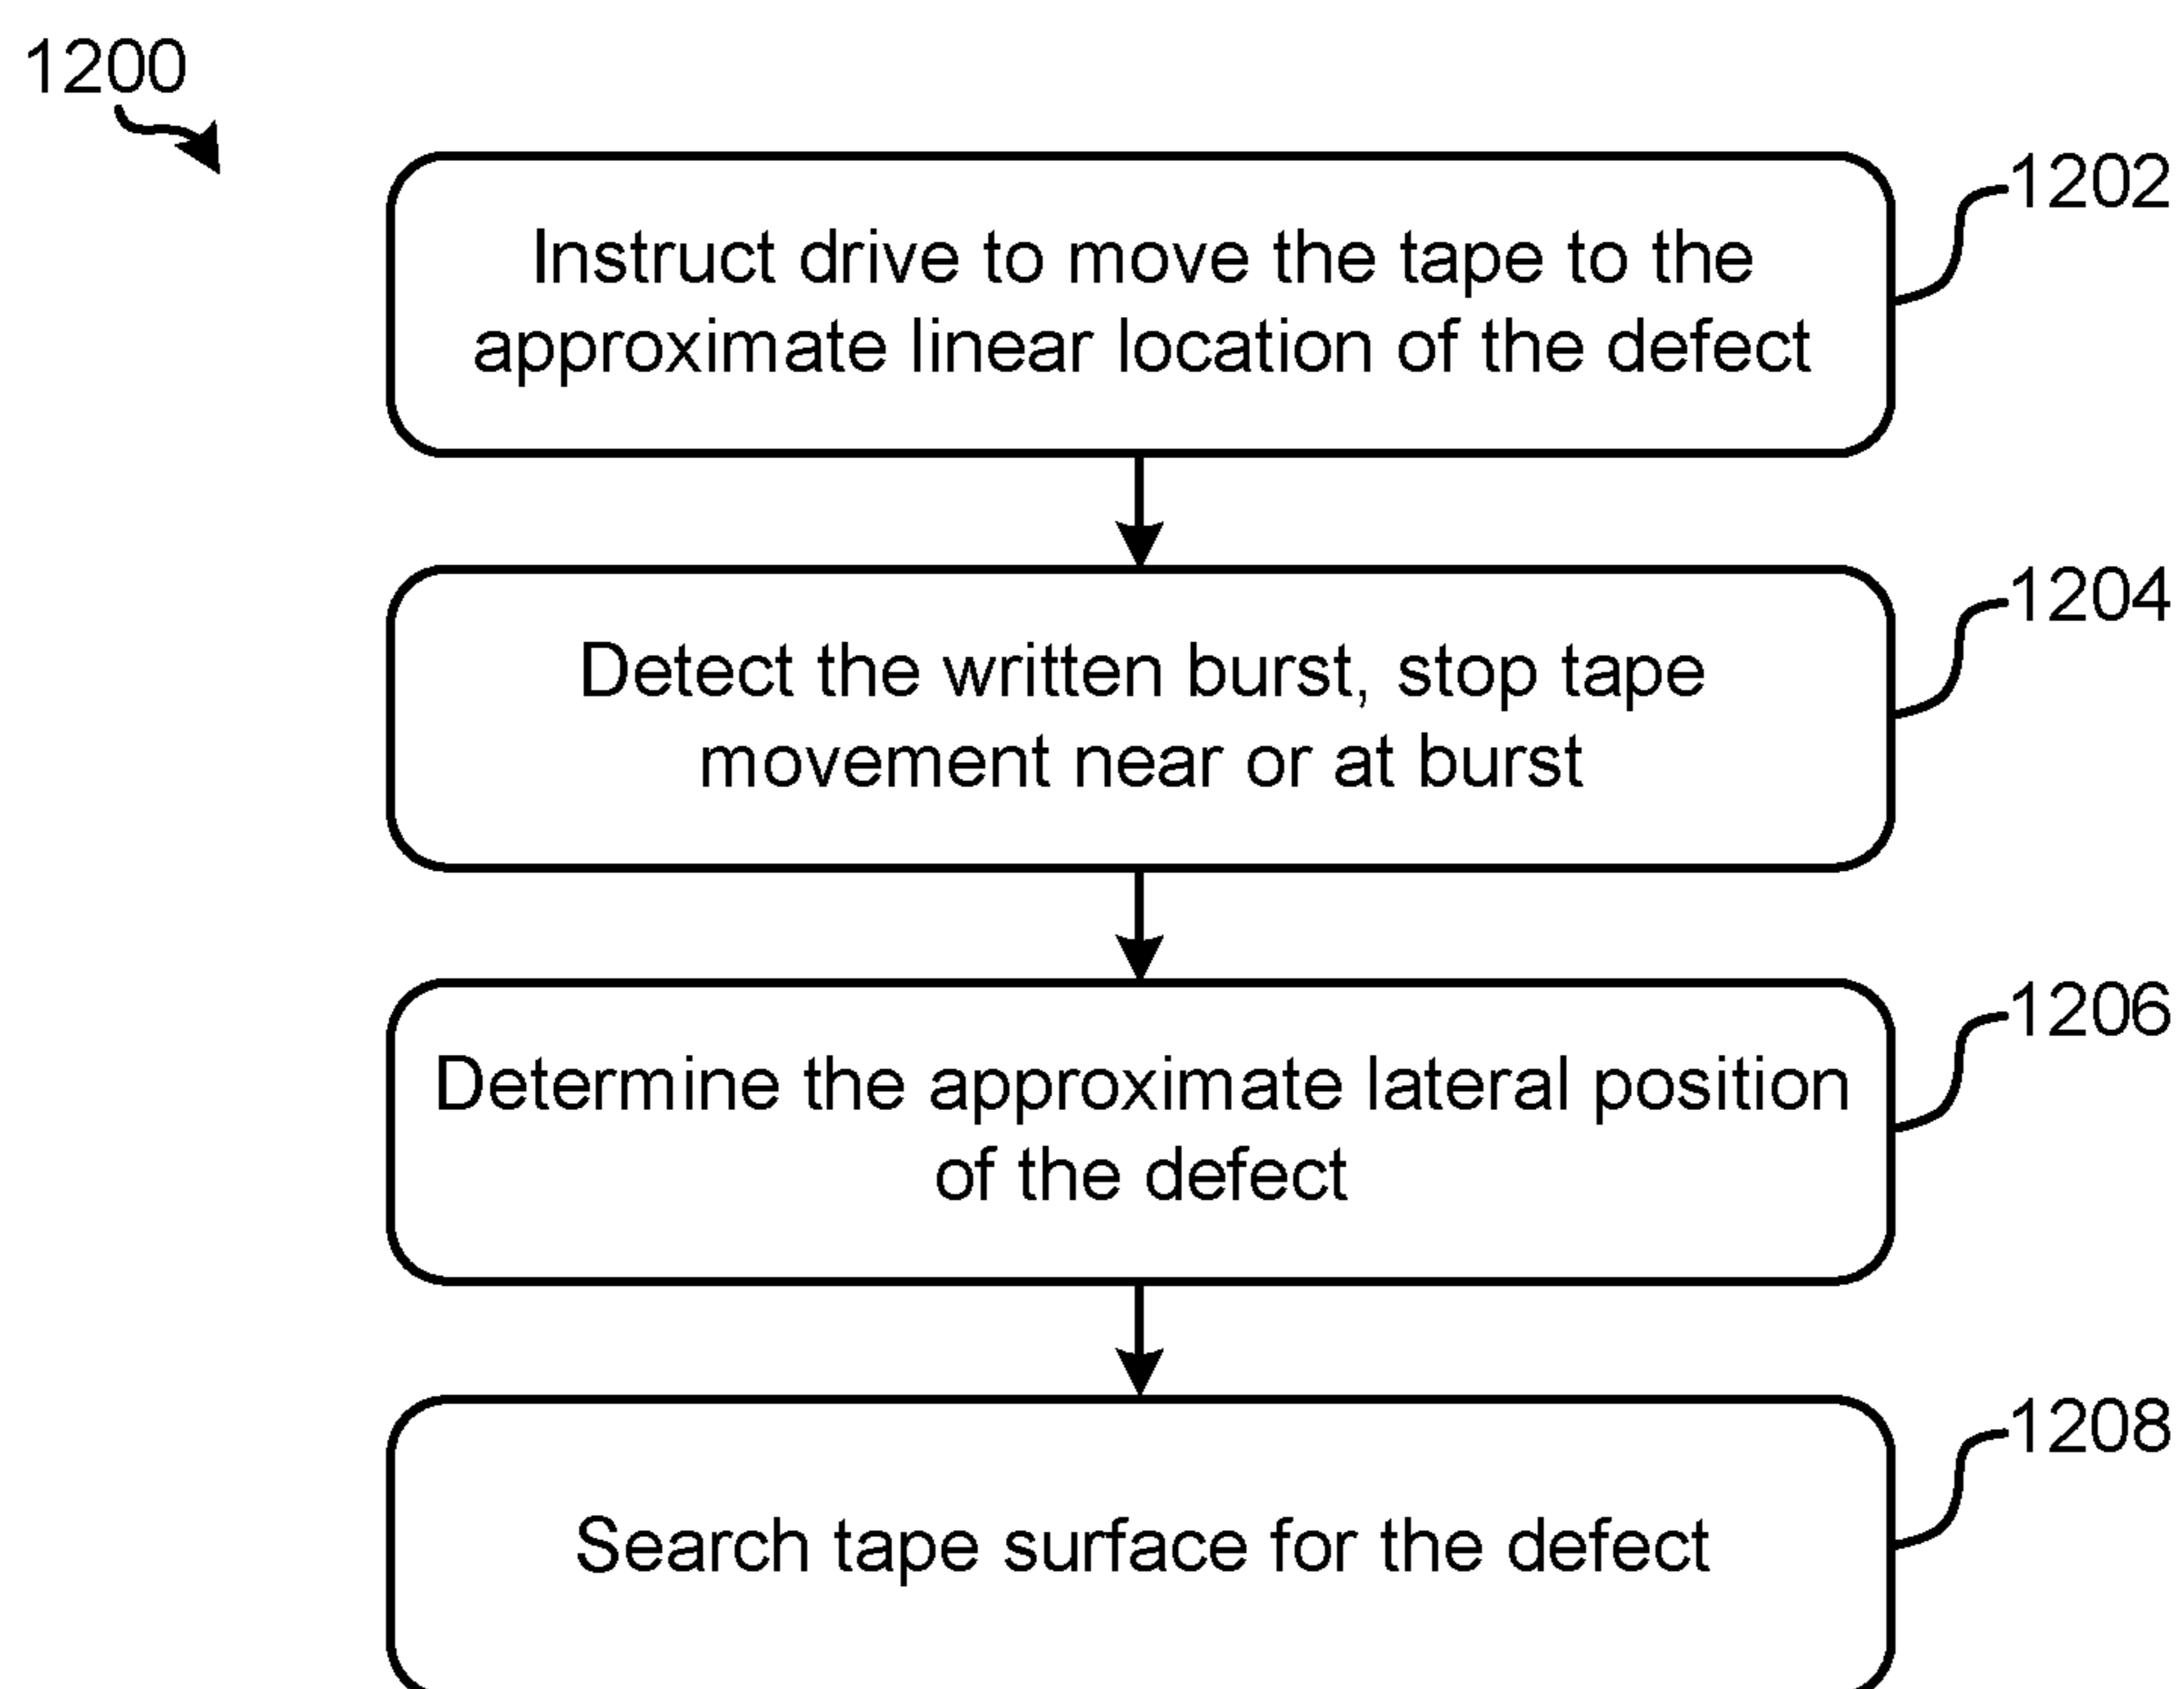 1200
1202
Instruct drive to move the tape to the
approximate linear location of the defect
1204
Detect the written burst, stop tape
movement near or at burst
1206
Determine the approximate lateral position
of the defect
1208
Search tape surface for the defect